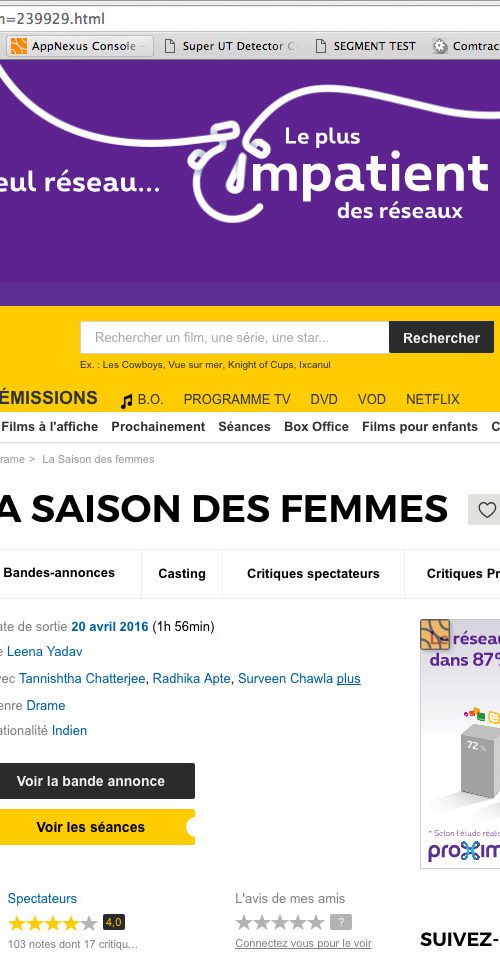 n=239929.html
AppNexus Console Super UT Detector C SEGMENT TEST Comtrac
Le plus
eul réseau... impatient
des réseaux
Rechercher un film, une série, une star... Rechercher
Ex. : Les Cowboys, Vue sur mer, Knight of Cups, Ixcanul
ÉMISSIONS B.O. PROGRAMME TV DVD VOD NETFLIX
Films à l'affiche Prochainement Séances Box Office Films pour enfants C
rame > La Saison des femmes
A SAISON DES FEMMES
Bandes-annonces Casting Critiques spectateurs Critiques Pr
ate de sortie 20 avril 2016 (1h 56min)
e Leena Yadav
vec Tannishtha Chatterjee, Radhika Apte, Surveen Chawla plus
enre Drame
ationalité Indien
Le réseau
dans 87%
72 %
* Selon l'étude réalis
proxim
Voir la bande annonce
Voir les séances
Spectateurs L'avis de mes amis
4,0 ?
103 notes dont 17 critiqu... Connectez vous pour le voir
SUIVEZ-